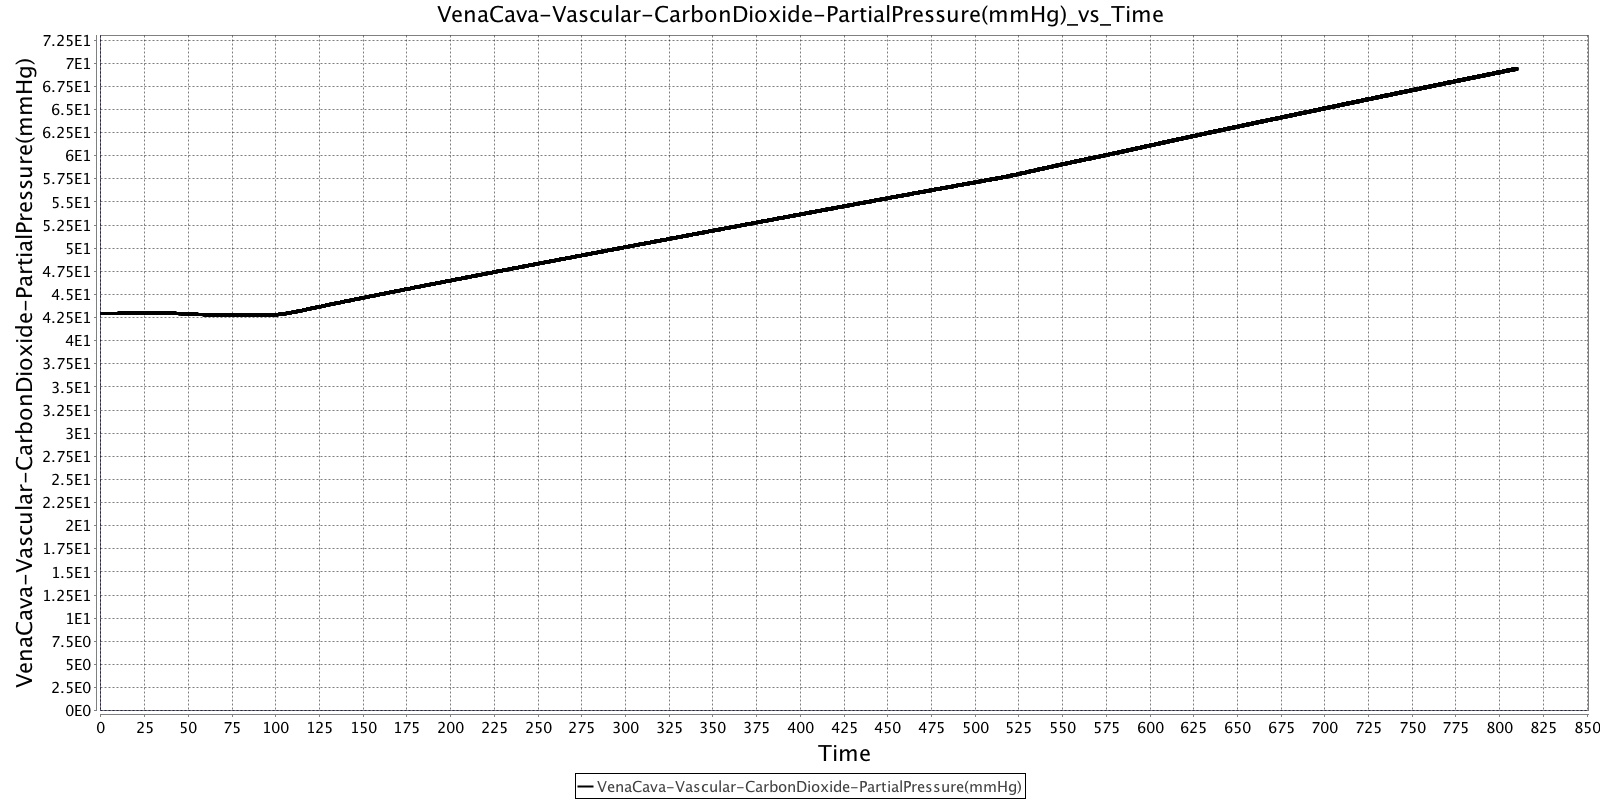 VenaCava-Vascular-CarbonDioxide-PartialPressure(mmHg)_vs_Time
VenaCava-Vascular-CarbonDioxide-PartialPressure(mmHg)
7.25E1
7E1
6.75E1
6.5E1
6.25E1
6E1
5.75E1
5.5E1
5.25E1
5E1
4.75E1
4.5E1
4.25E1
4E1
3.75E1
3.5E1
3.25E1
3E1
2.75E1
2.5E1
2.25E1
2E1
1.75E1
1.5E1
1.25E1
1E1
7.5E0
5E0
2.5E0
0E0
0 25 50 75 100 125 150 175 200 225 250 275 300 325 350 375 400 425 450 475 500 525 550 575 600 625 650 675 700 725 750 775 800 825 850
Time
VenaCava-Vascular-CarbonDioxide-PartialPressure(mmHg)